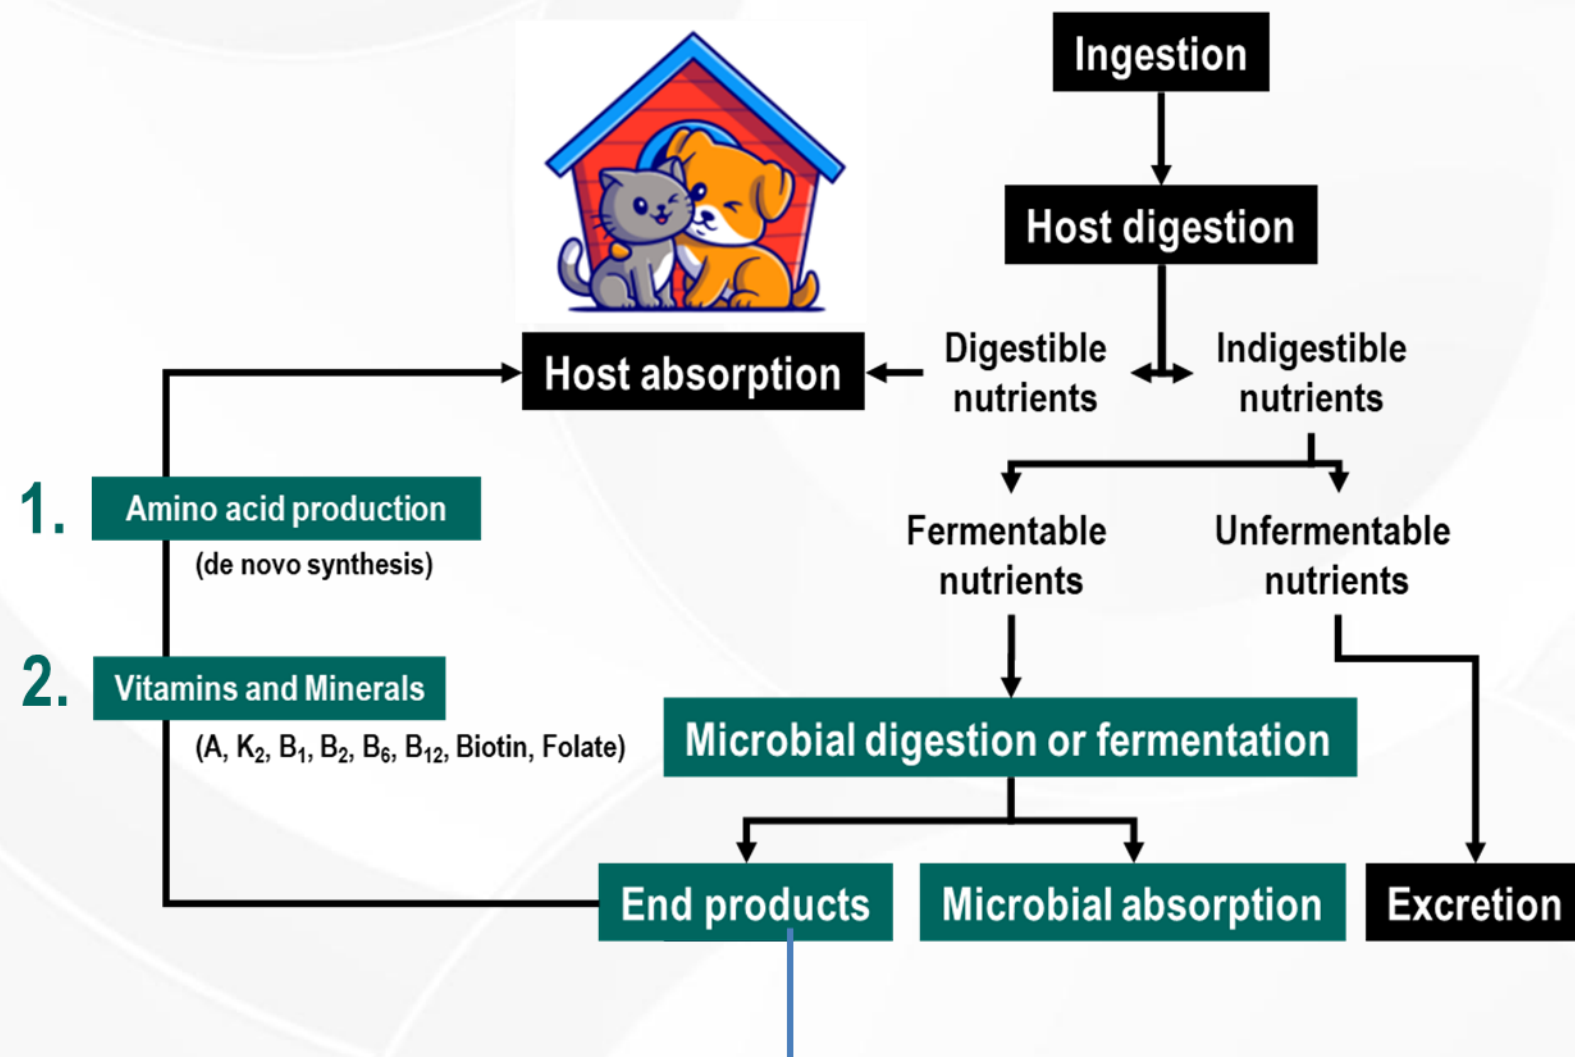 Ingestion
Host digestion
Digestible
nutrients
Indigestible
nutrients
Host absorption
1.
Amino acid production
(de novo synthesis)
Fermentable
nutrients
Unfermentable
nutrients
2.
Vitamins and Minerals
(A, K₂, B₁, B₂, B₆, B₁₂, Biotin, Folate)
Microbial digestion or fermentation
End products
Microbial absorption
Excretion